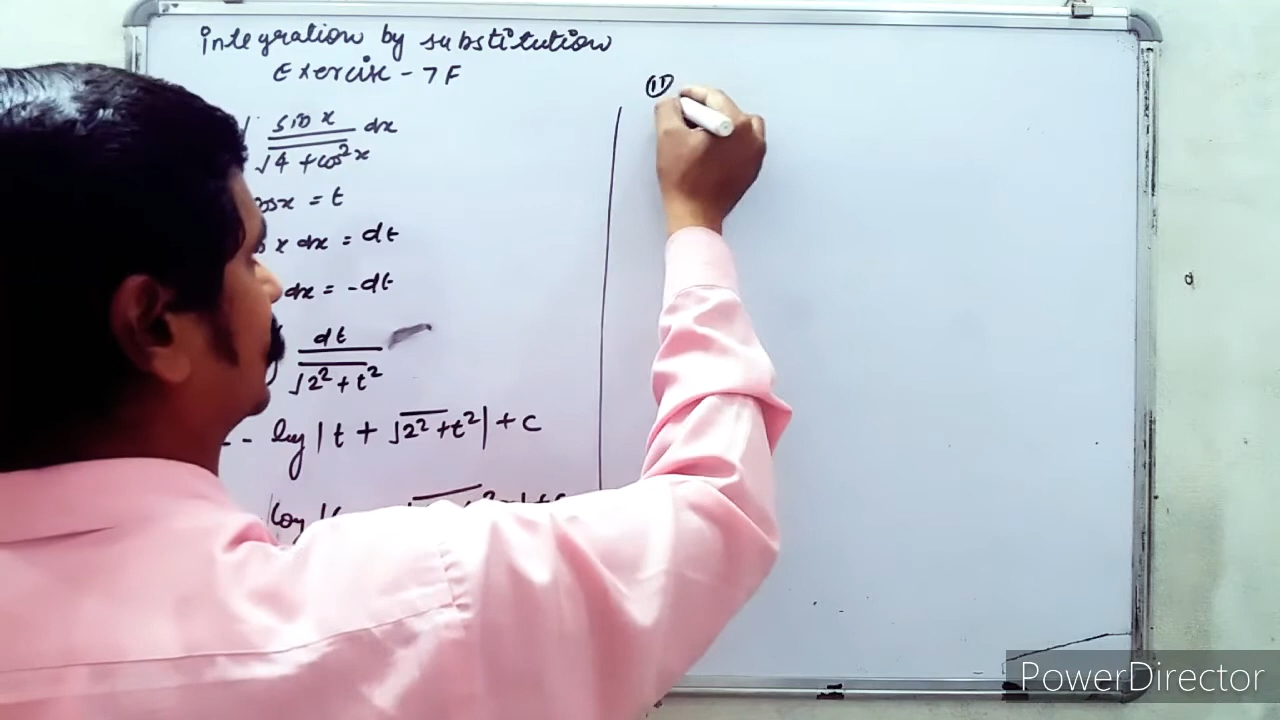 integration by substitution
Exercise - 7F
∫ sin x / √4 + cos²x dx
cosx = t
x dx = dt
dx = -dt
∫ dt / √2² + t²
- log | t + √2² + t² | + c
log |
(11)
PowerDirector